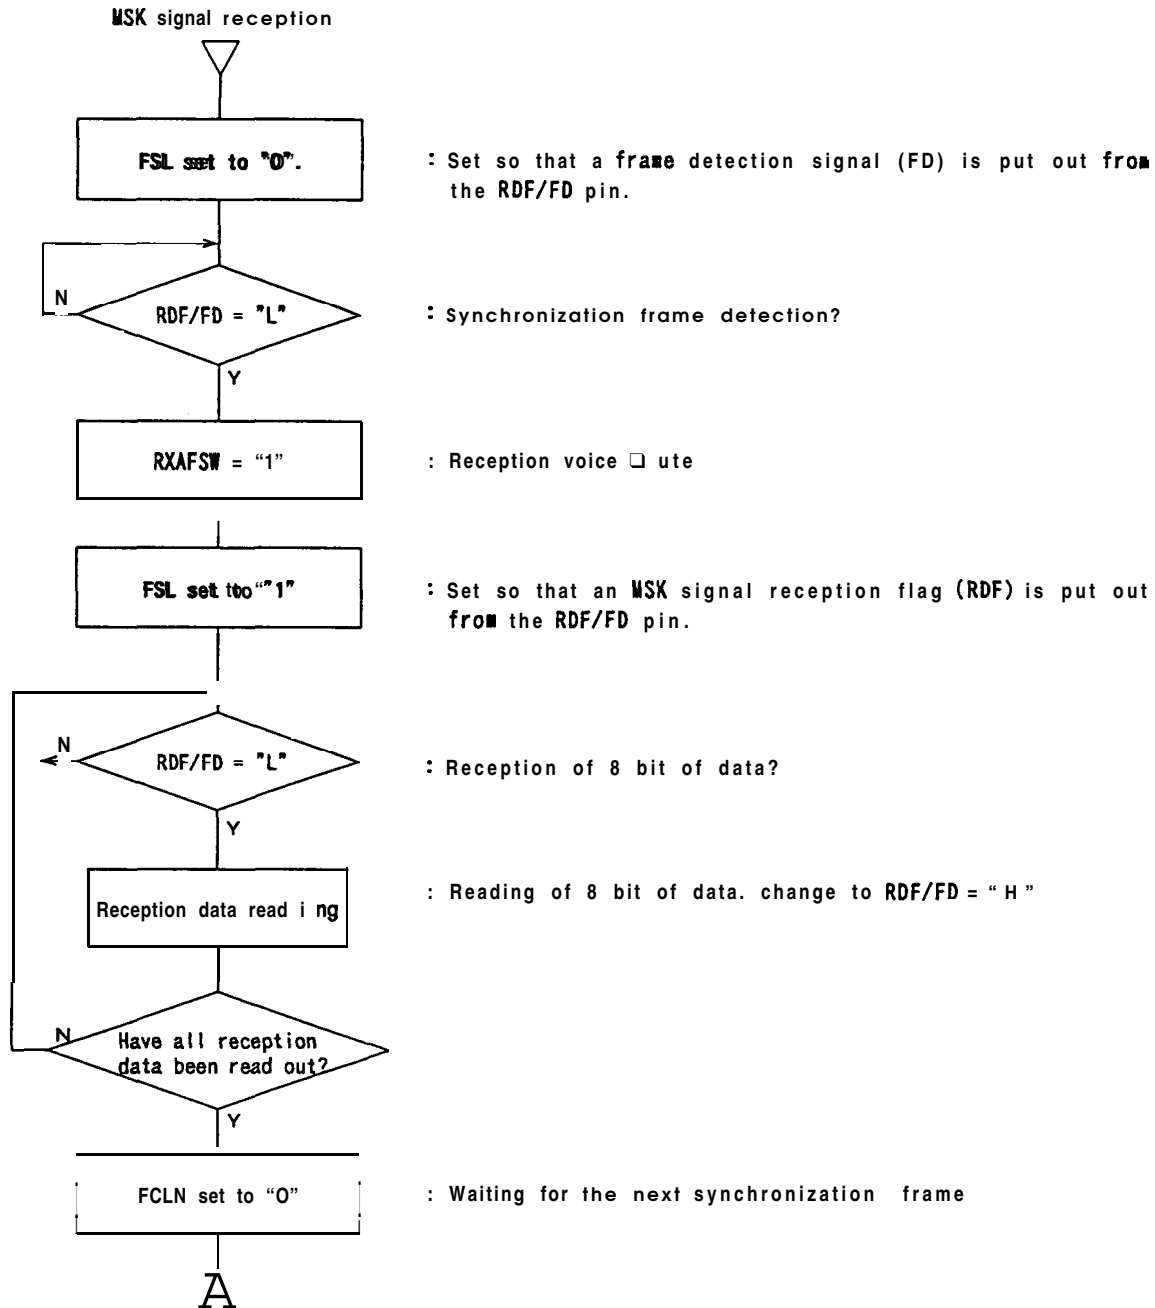 MSK signal reception
FSL set to "0".
: Set so that a frame detection signal (FD) is put out from
the RDF/FD pin.
N
RDF/FD = "L"
: Synchronization frame detection?
Y
RXAFSW = "1"
: Reception voice ❑ ute
FSL set to "1"
: Set so that an MSK signal reception flag (RDF) is put out
from the RDF/FD pin.
N
RDF/FD = "L"
: Reception of 8 bit of data?
Y
Reception data reading
: Reading of 8 bit of data. change to RDF/FD = "H"
N
Have all reception
data been read out?
Y
FCLN set to "0"
: Waiting for the next synchronization frame
A